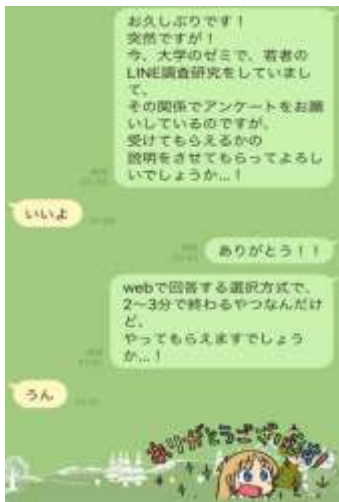 お久しぶりです！
突然ですが！
今、大学のゼミで、若者の
LINE調査研究をしていまし
て、
その関係でアンケートをお願
いしているのですが、
受けてもらえるかの
説明をさせてもらってよろし
いでしょうか…！
いいよ
ありがとう！！
webで回答する選択方式で、
2〜3分で終わるやつなんだけ
ど、
やってもらえますでしょう
か…！
うん
ありがとうございます!